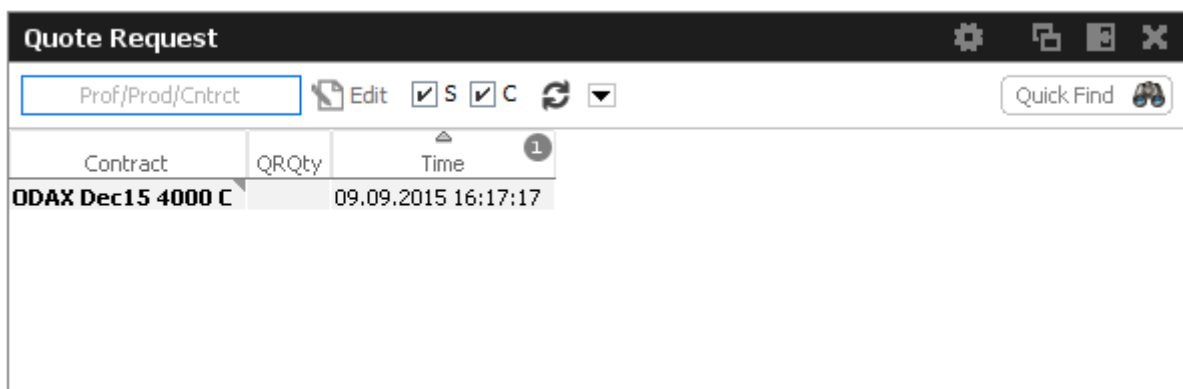 Quote Request
Prof/Prod/Cntrct Edit S C Quick Find
1
Contract QRQty Time
ODAX Dec15 4000 C 09.09.2015 16:17:17